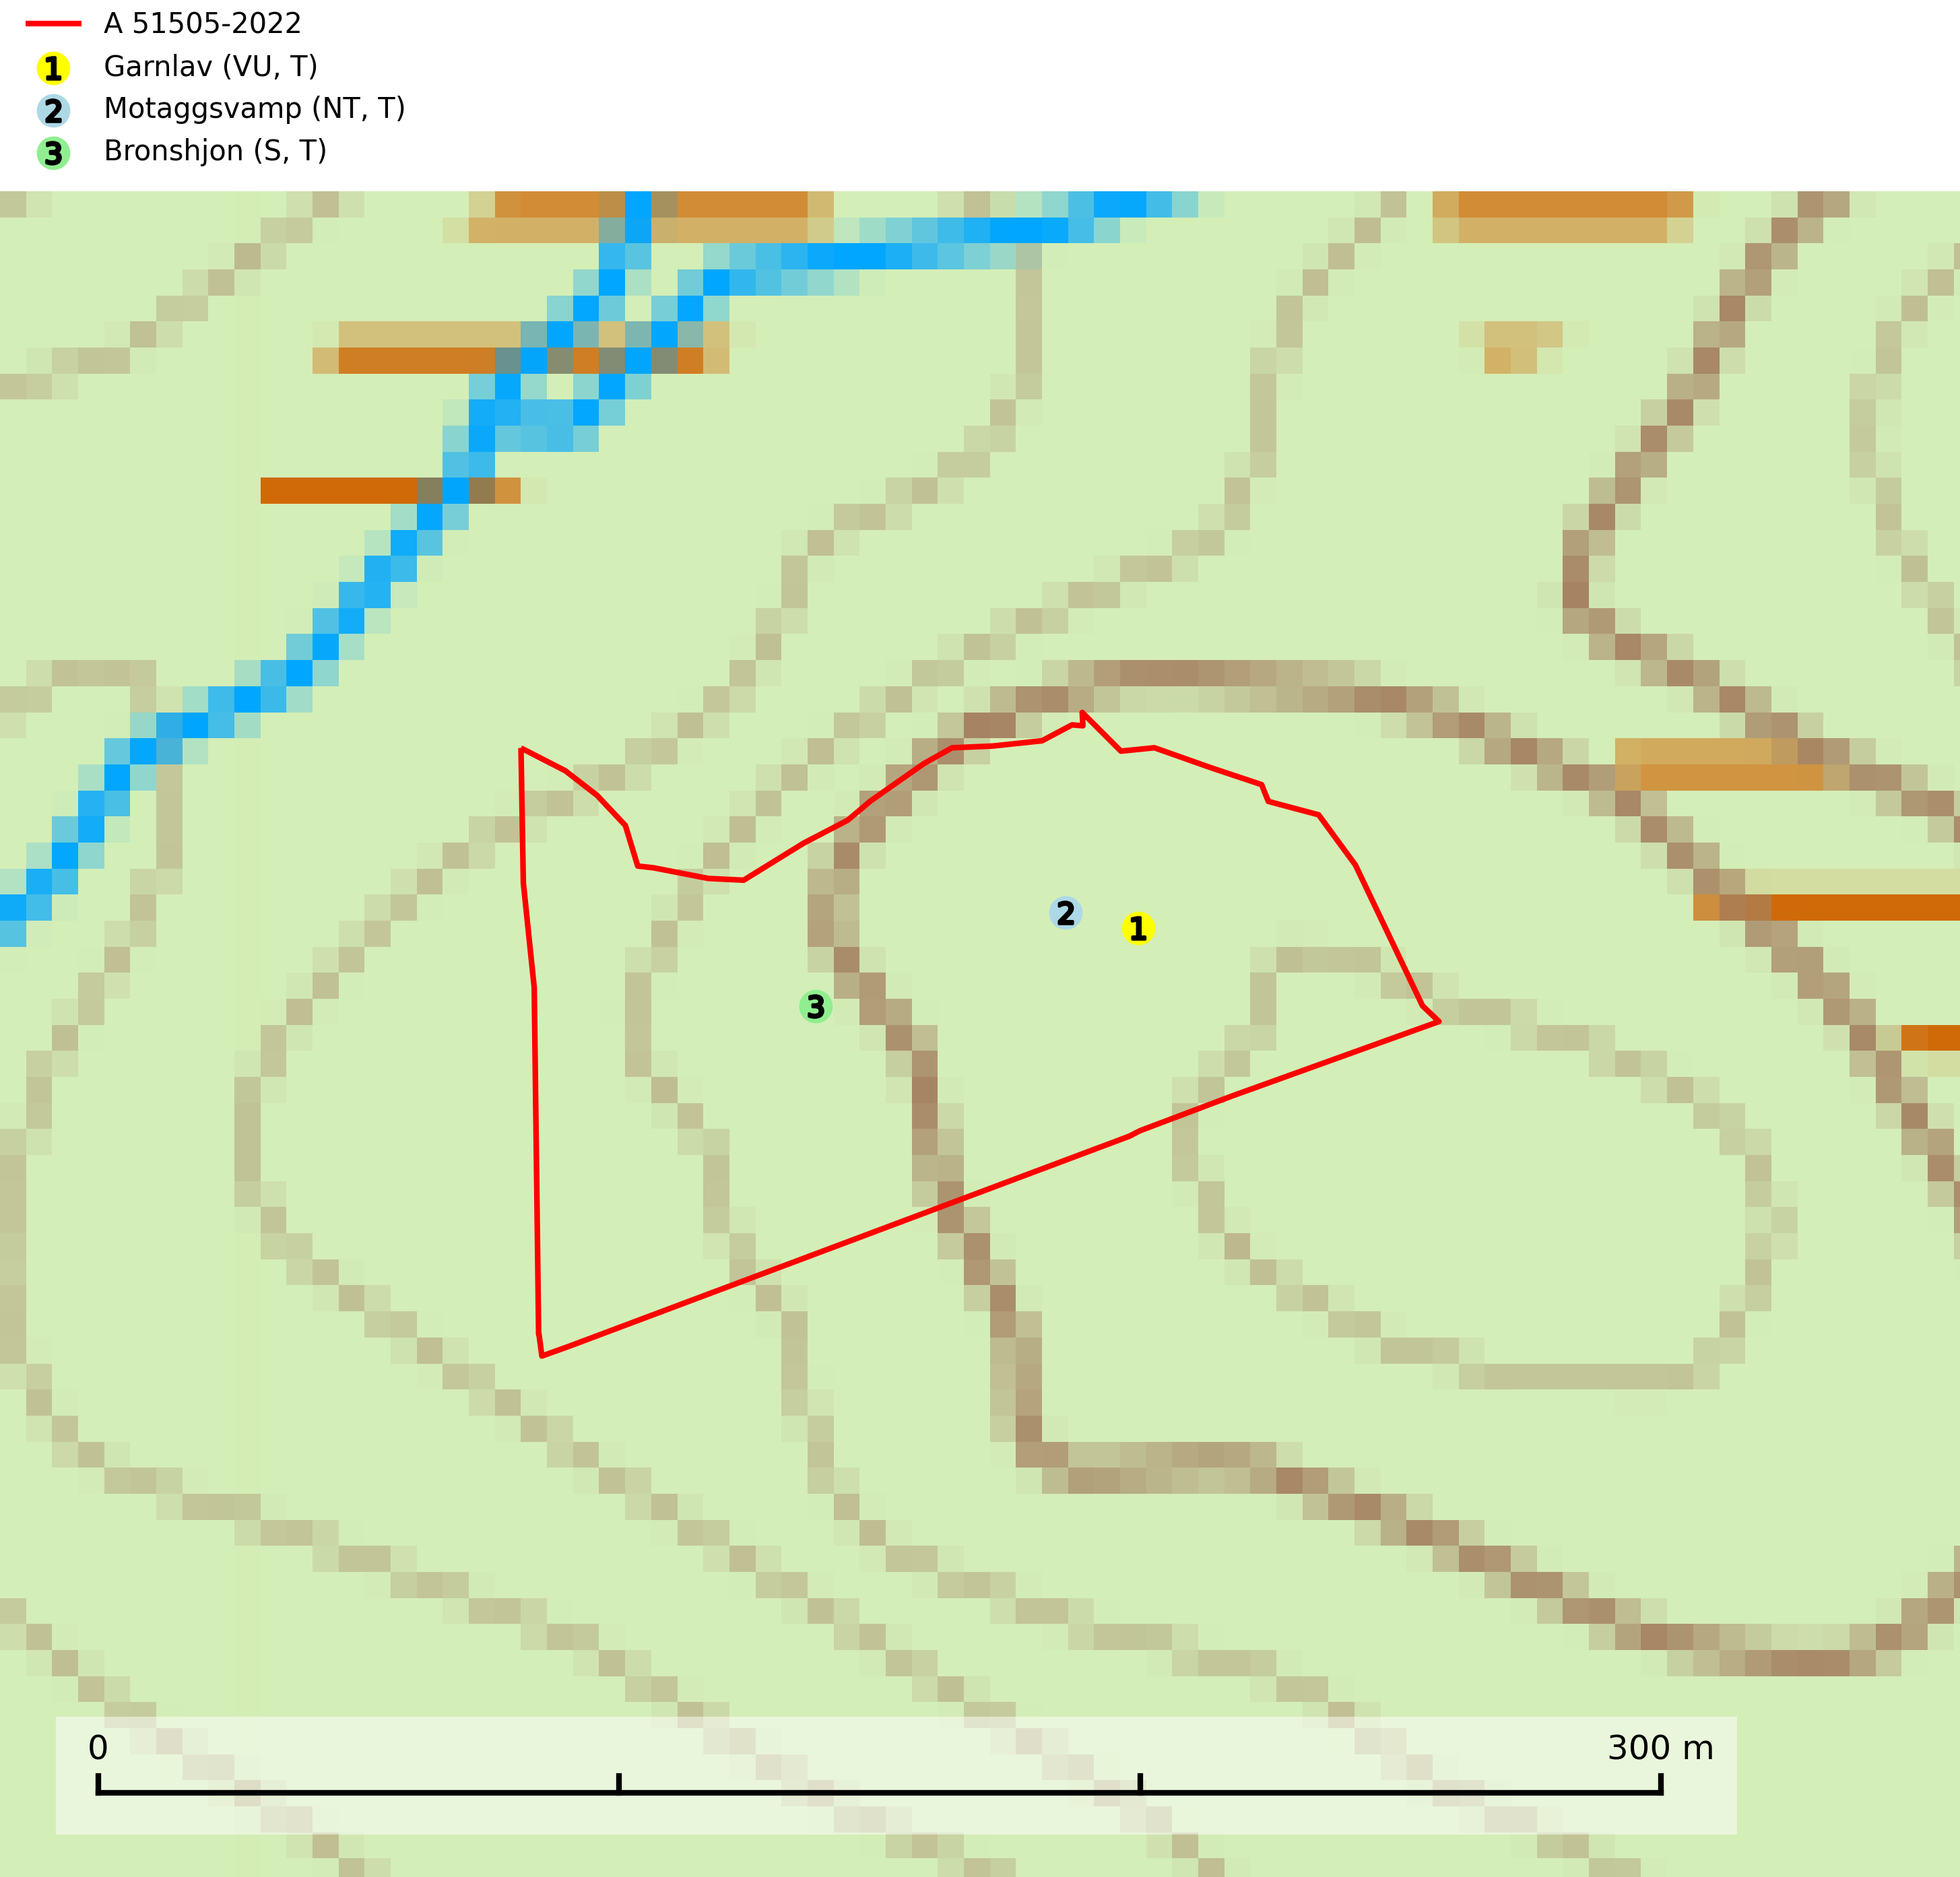 A 51505-2022
1 Garnlav (VU, T)
2 Motaggsvamp (NT, T)
3 Bronshjon (S, T)
2
1
3
0 300 m